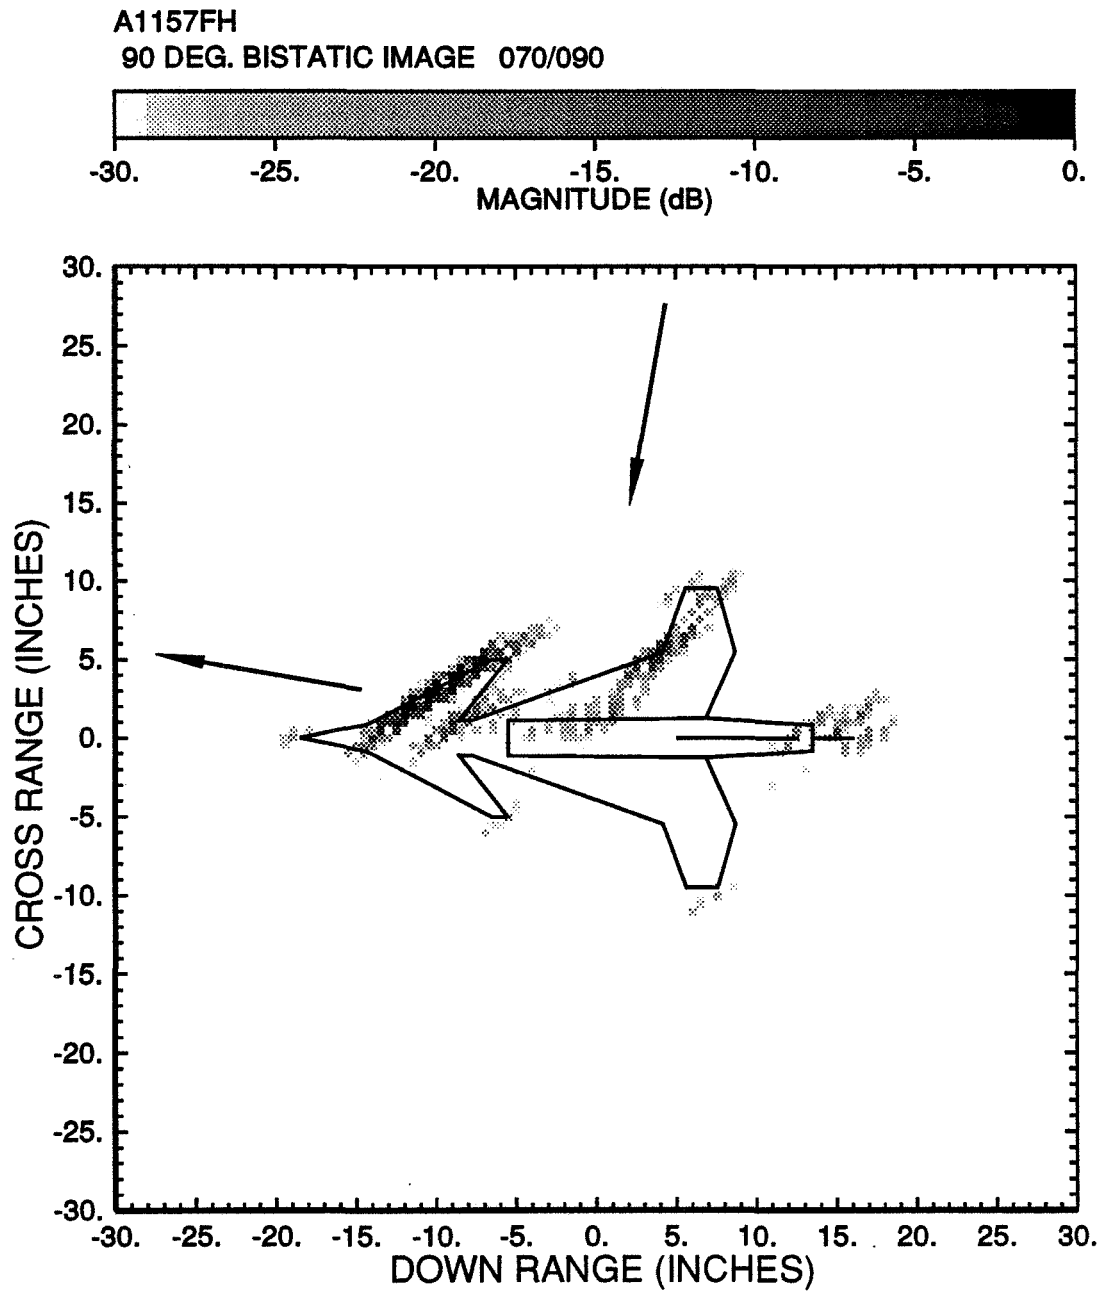 A1157FH
90 DEG. BISTATIC IMAGE 070/090
-30. -25. -20. -15. -10. -5. 0.
MAGNITUDE (dB)
30.
25.
20.
15.
10.
5.
0.
-5.
-10.
-15.
-20.
-25.
-30.
CROSS RANGE (INCHES)
-30. -25. -20. -15. -10. -5. 0. 5. 10. 15. 20. 25. 30.
DOWN RANGE (INCHES)